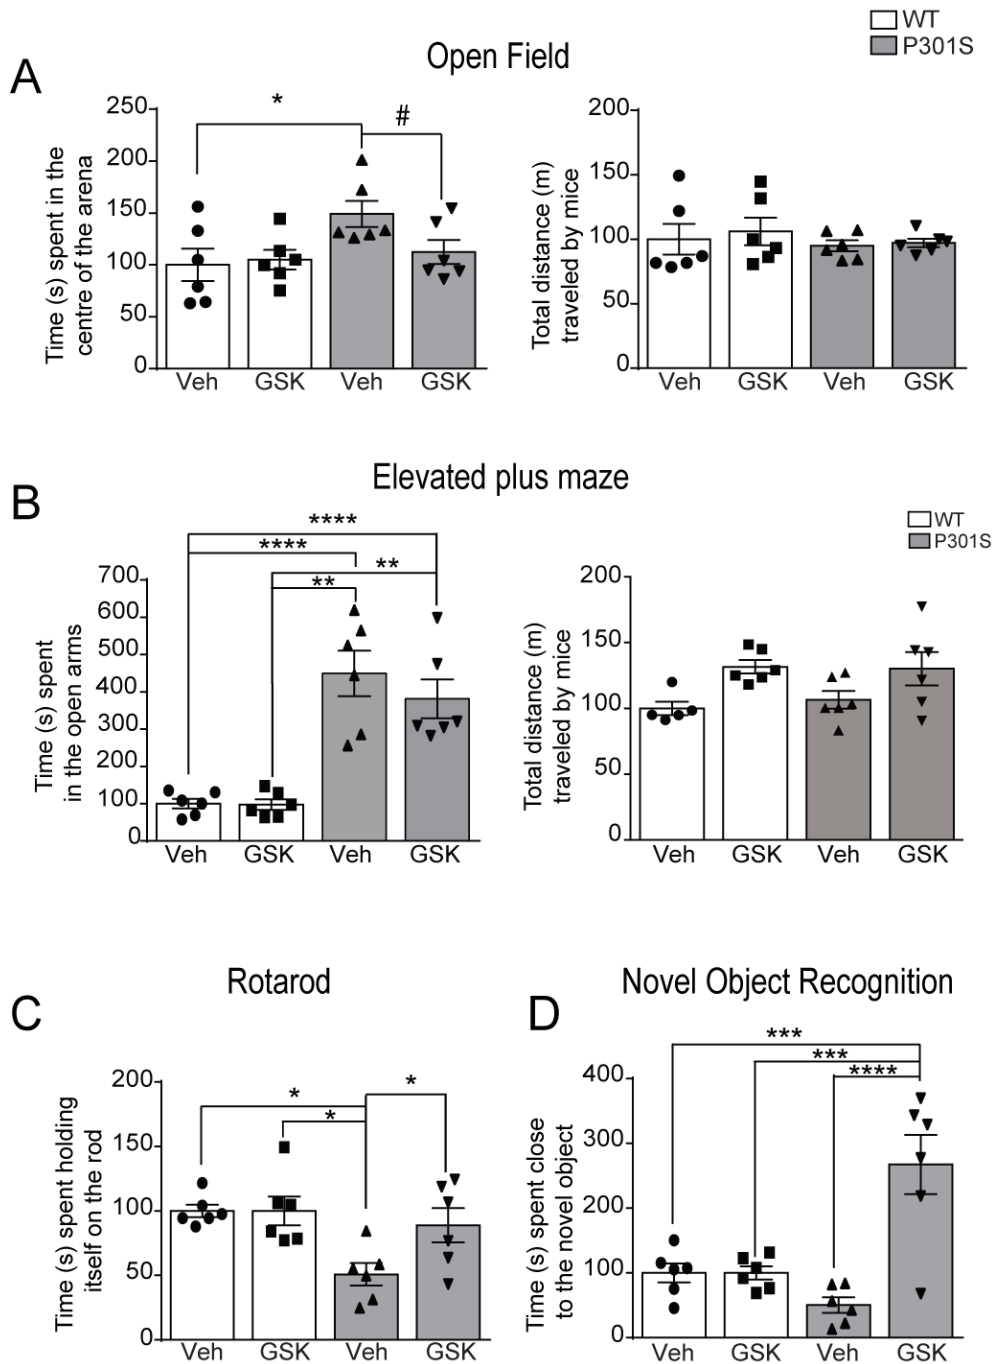 WT
P301S
Open Field
A
Time (s) spent in the
centre of the arena
250
200
150
100
50
0
*
#
Veh GSK Veh GSK
Total distance (m)
traveled by mice
200
150
100
50
0
Veh GSK Veh GSK
Elevated plus maze
B
WT
P301S
Time (s) spent
in the open arms
****
****
**
**
700
600
500
400
300
200
100
0
Veh GSK Veh GSK
Total distance (m)
traveled by mice
200
150
100
50
0
Veh GSK Veh GSK
Rotarod
C
Time (s) spent holding
itself on the rod
200
150
100
50
0
*
*
*
Veh GSK Veh GSK
Novel Object Recognition
D
Time (s) spent close
to the novel object
***
***
****
400
300
200
100
0
Veh GSK Veh GSK